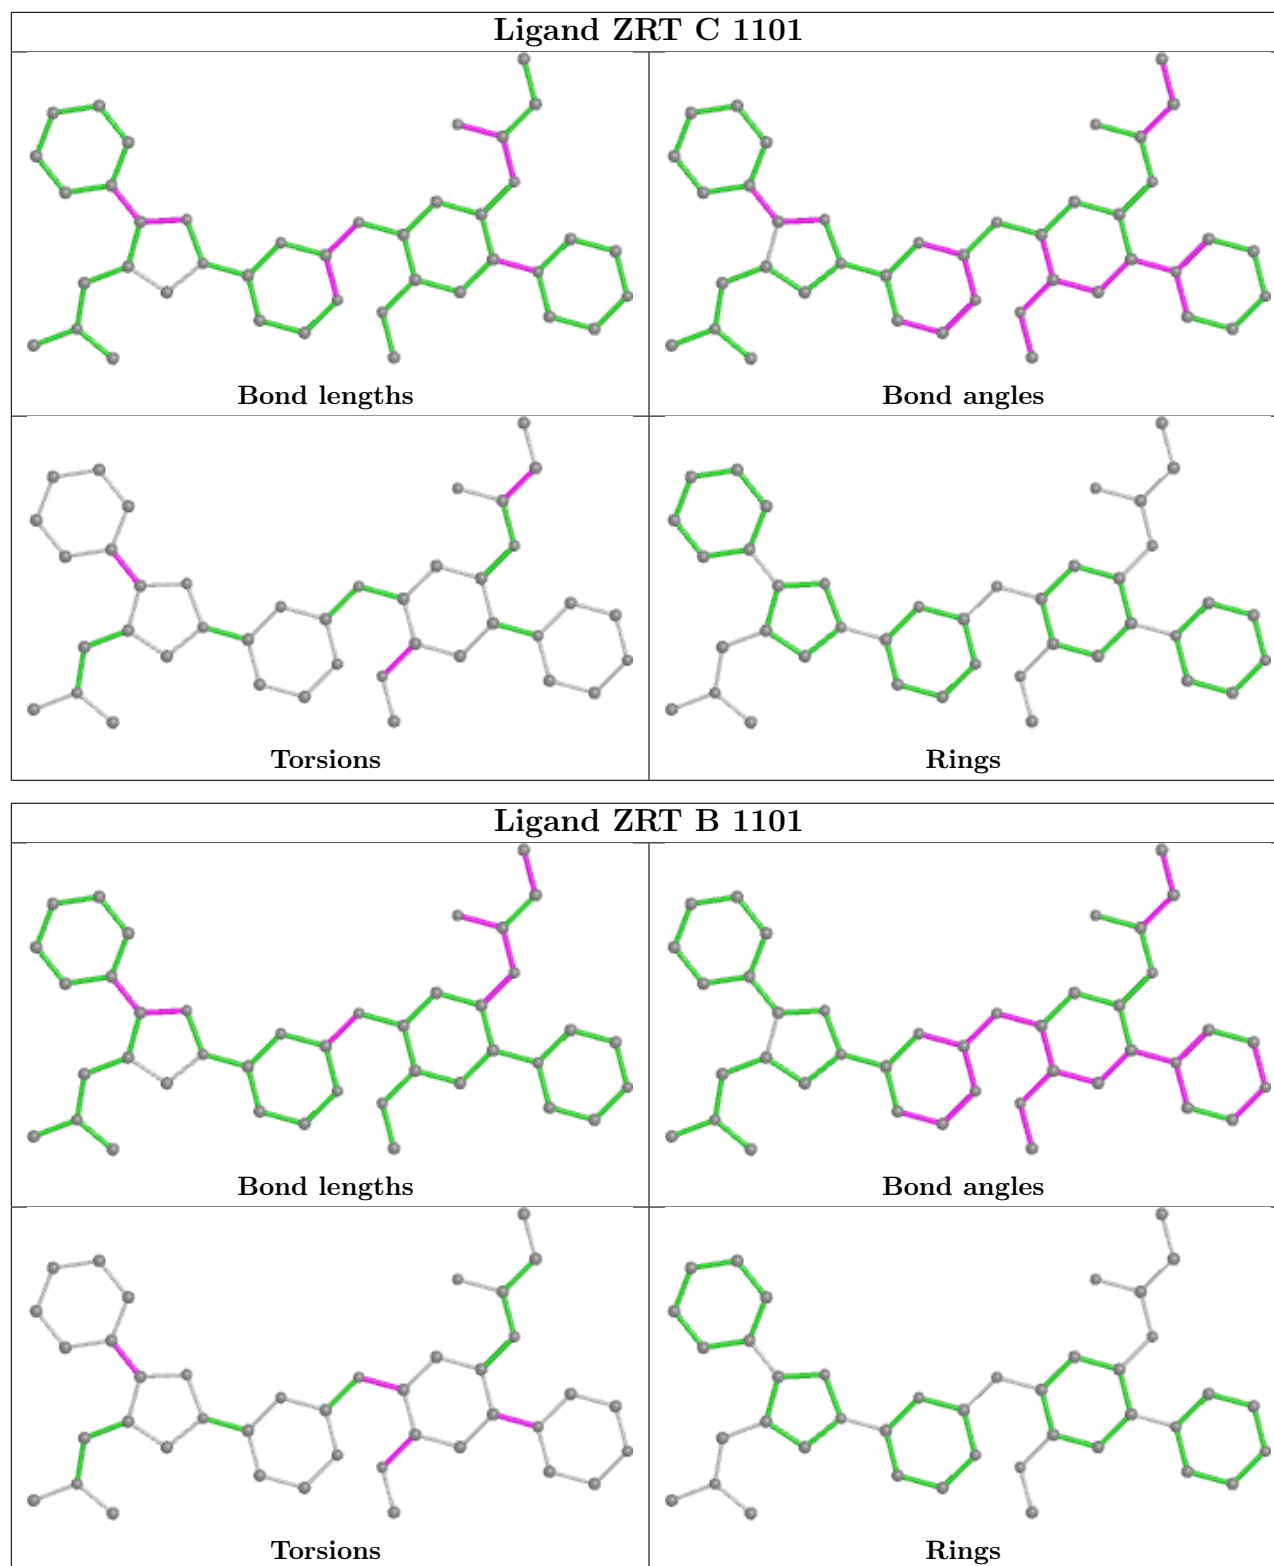 Ligand ZRT C 1101
Bond lengths
Bond angles
Torsions
Rings
Ligand ZRT B 1101
Bond lengths
Bond angles
Torsions
Rings